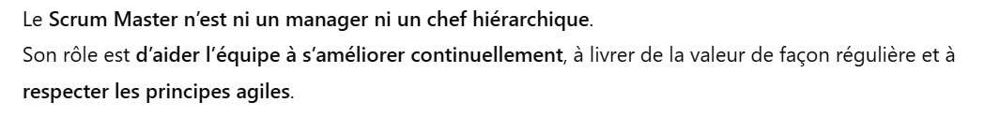 Le Scrum Master n’est ni un manager ni un chef hiérarchique.
Son rôle est d’aider l’équipe à s’améliorer continuellement, à livrer de la valeur de façon régulière et à
respecter les principes agiles.